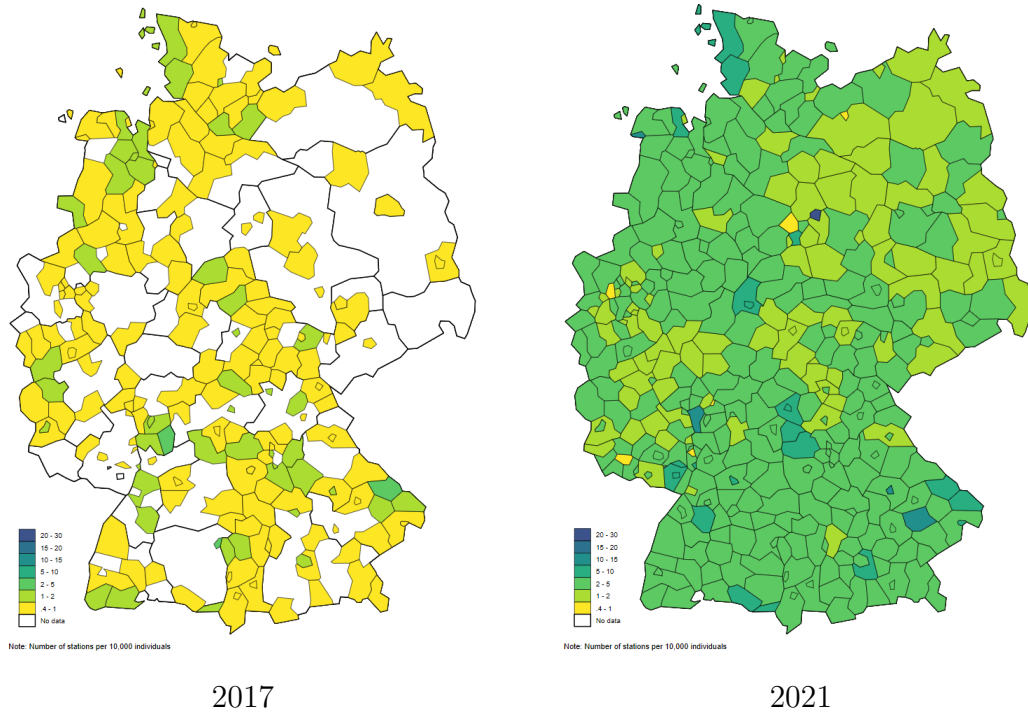 20 - 30
15 - 20
10 - 15
5 - 10
2 - 5
1 - 2
.4 - 1
No data
Note: Number of stations per 10,000 individuals
2017
20 - 30
15 - 20
10 - 15
5 - 10
2 - 5
1 - 2
.4 - 1
No data
Note: Number of stations per 10,000 individuals
2021